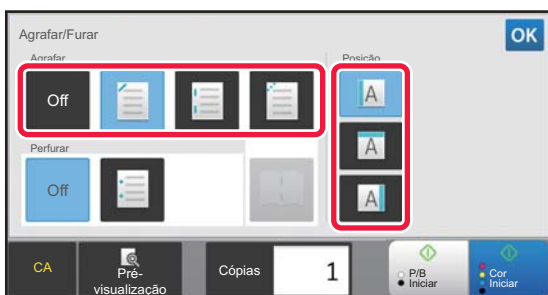 Agrafar/Furar
OK
Agrafar
Posição
Off
A
A
A
Perfurar
Off
CA
Pré-
visualização
Cópias
1
P/B
Iniciar
Cor
Iniciar